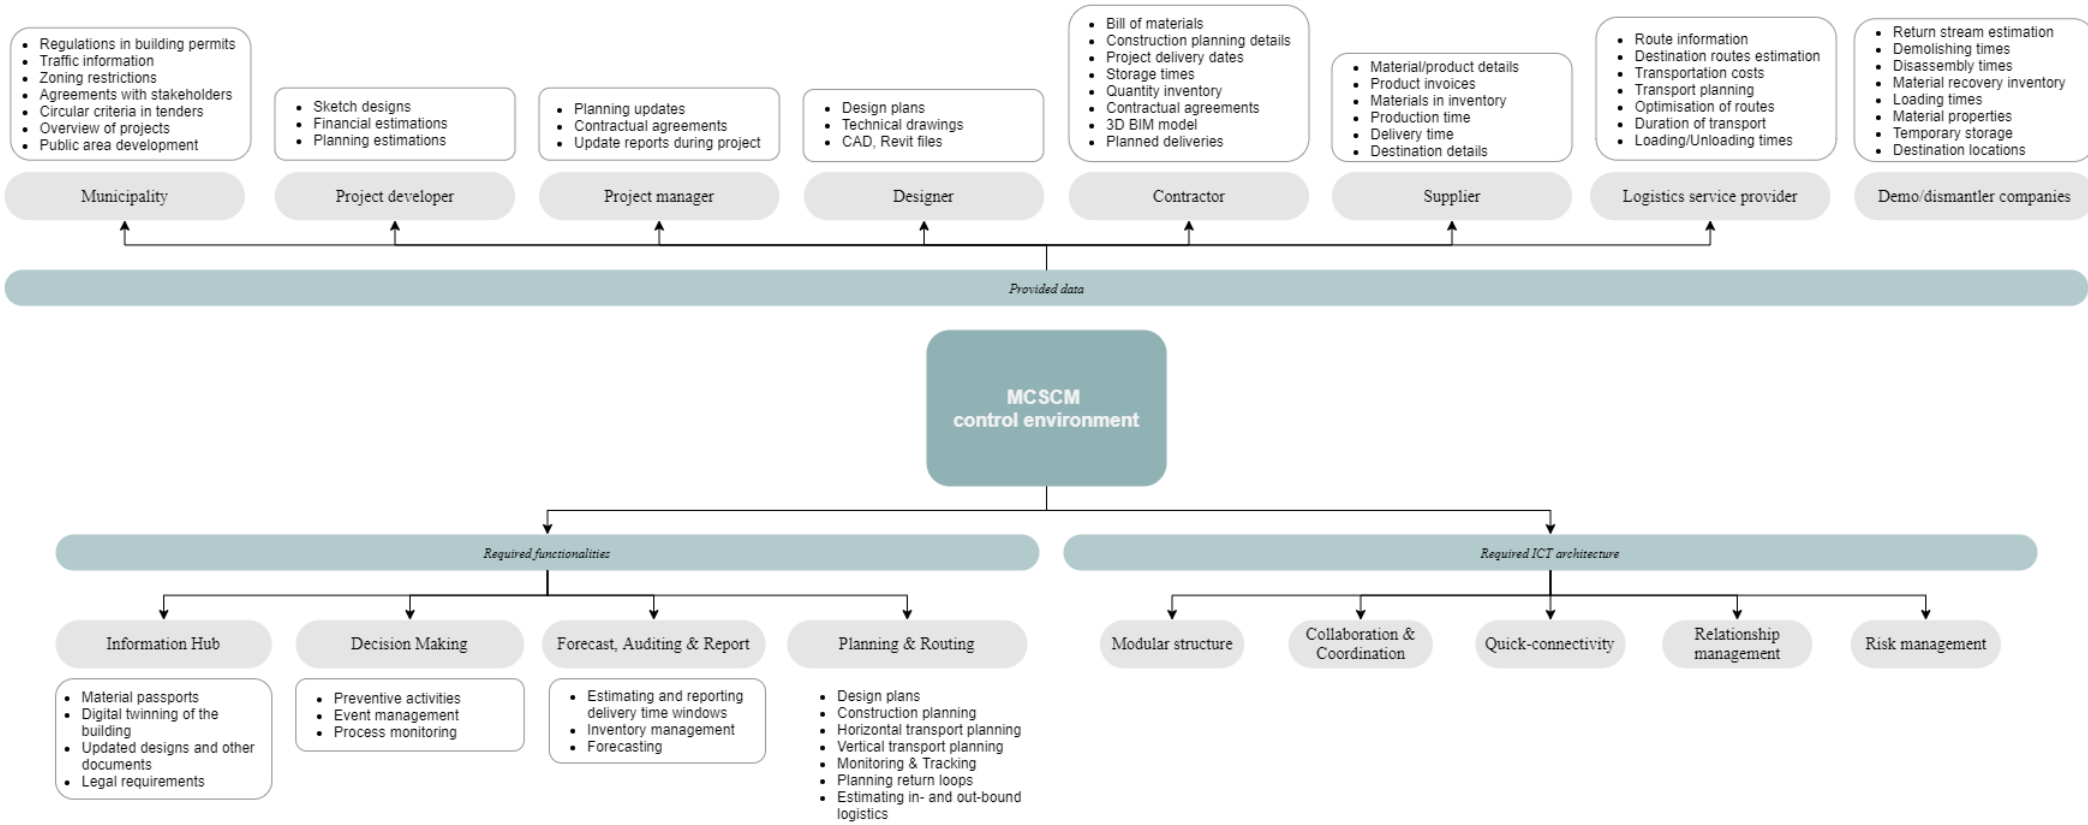 Regulations in building permits
Traffic information
Zoning restrictions
Agreements with stakeholders
Circular criteria in tenders
Overview of projects
Public area development
Municipality
Sketch designs
Financial estimations
Planning estimations
Project developer
Planning updates
Contractual agreements
Update reports during project
Project manager
Design plans
Technical drawings
CAD, Revit files
Designer
Bill of materials
Construction planning details
Project delivery dates
Storage times
Quantity inventory
Contractual agreements
3D BIM model
Planned deliveries
Contractor
Material/product details
Product invoices
Materials in inventory
Production time
Delivery time
Destination details
Supplier
Route information
Destination routes estimation
Transportation costs
Transport planning
Optimisation of routes
Duration of transport
Loading/Unloading times
Logistics service provider
Return stream estimation
Demolishing times
Disassembly times
Material recovery inventory
Loading times
Material properties
Temporary storage
Destination locations
Demo/dismantler companies
Provided data
MCSCM
control environment
Required functionalities
Information Hub
Material passports
Digital twinning of the
building
Updated designs and other
documents
Legal requirements
Decision Making
Preventive activities
Event management
Process monitoring
Forecast, Auditing & Report
Estimating and reporting
delivery time windows
Inventory management
Forecasting
Planning & Routing
Design plans
Construction planning
Horizontal transport planning
Vertical transport planning
Monitoring & Tracking
Planning return loops
Estimating in- and out-bound
logistics
Required ICT architecture
Modular structure
Collaboration &
Coordination
Quick-connectivity
Relationship
management
Risk management